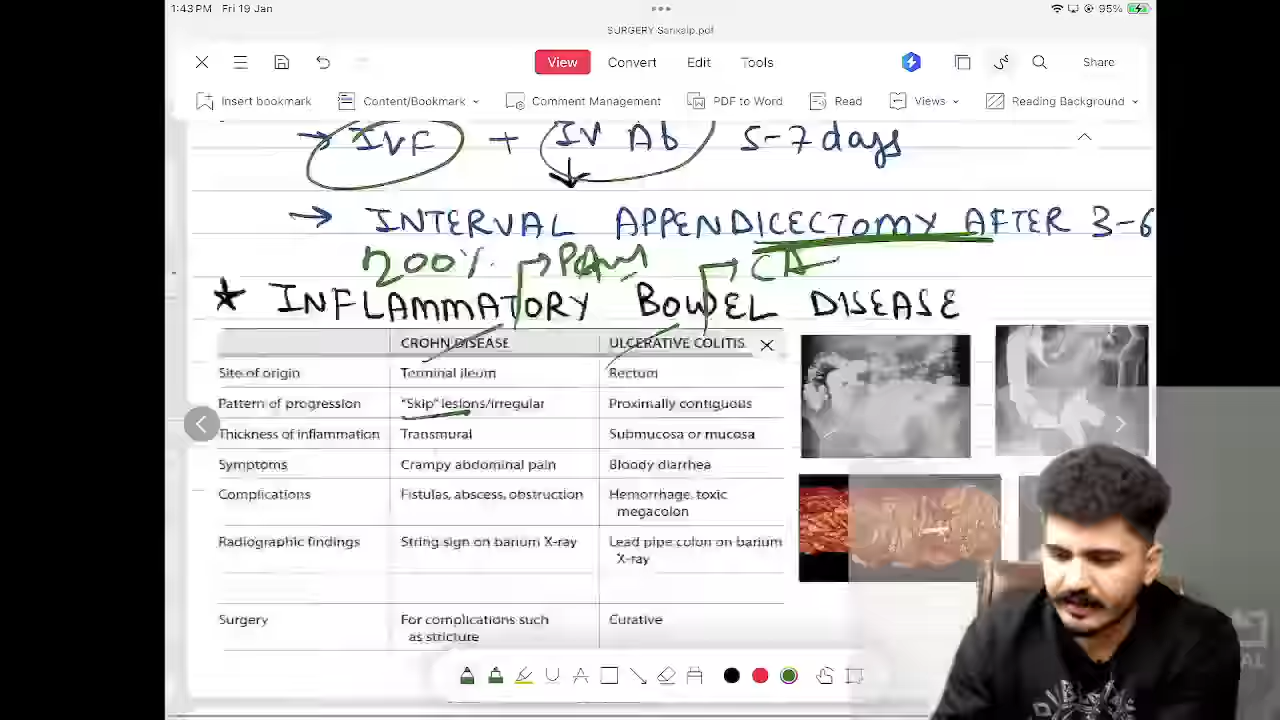 1:43 PM Fri 19 Jan 95%
SURGERY Sankalp.pdf
View Convert Edit Tools Share
Insert bookmark Content/Bookmark Comment Management PDF to Word Read Views Reading Background
→ IVF + IV Ab 5-7 days
→ INTERVAL APPENDICECTOMY AFTER 3-6
200% → → CA
★ INFLAMMATORY BOWEL DISEASE
CROHN DISEASE ULCERATIVE COLITIS
Site of origin Terminal ileum Rectum
Pattern of progression "Skip" lesions/irregular Proximally contiguous
Thickness of inflammation Transmural Submucosa or mucosa
Symptoms Crampy abdominal pain Bloody diarrhea
Complications Fistulas, abscess, obstruction Hemorrhage, toxic
megacolon
Radiographic findings String sign on barium X-ray Lead pipe colon on barium
X-ray
Surgery For complications such Curative
as stricture